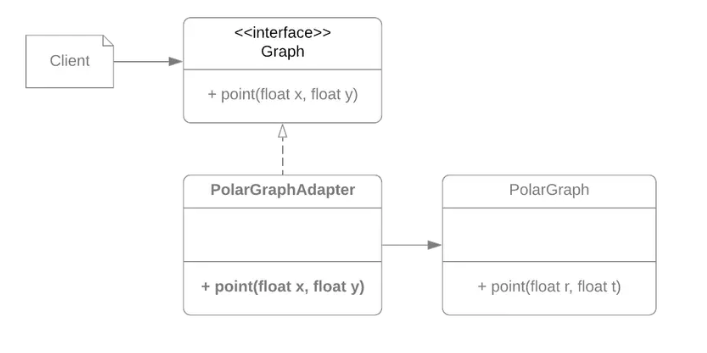 Client
<<interface>>
Graph
+ point(float x, float y)
PolarGraphAdapter
+ point(float x, float y)
PolarGraph
+ point(float r, float t)